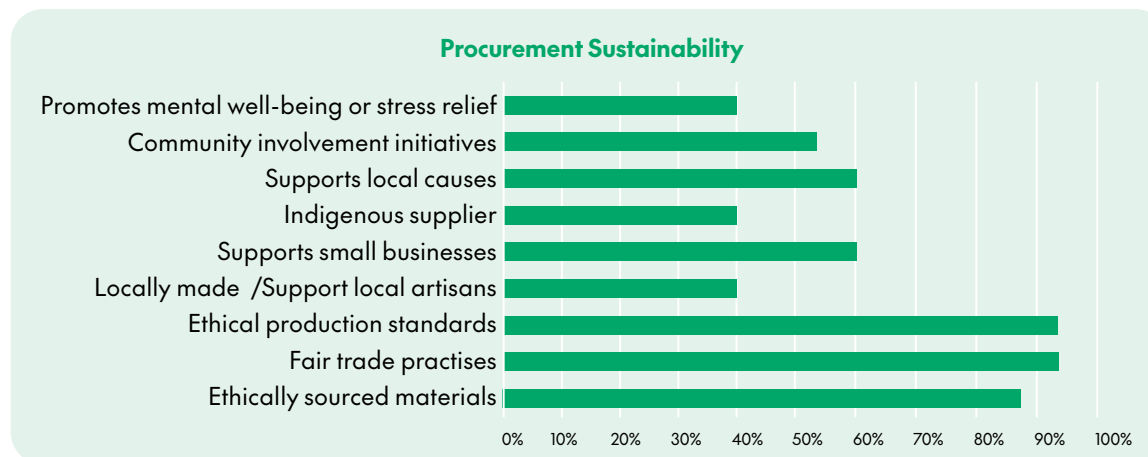 Procurement Sustainability
Promotes mental well-being or stress relief
Community involvement initiatives
Supports local causes
Indigenous supplier
Supports small businesses
Locally made /Support local artisans
Ethical production standards
Fair trade practises
Ethically sourced materials
0% 10% 20% 30% 40% 50% 60% 70% 80% 90% 100%